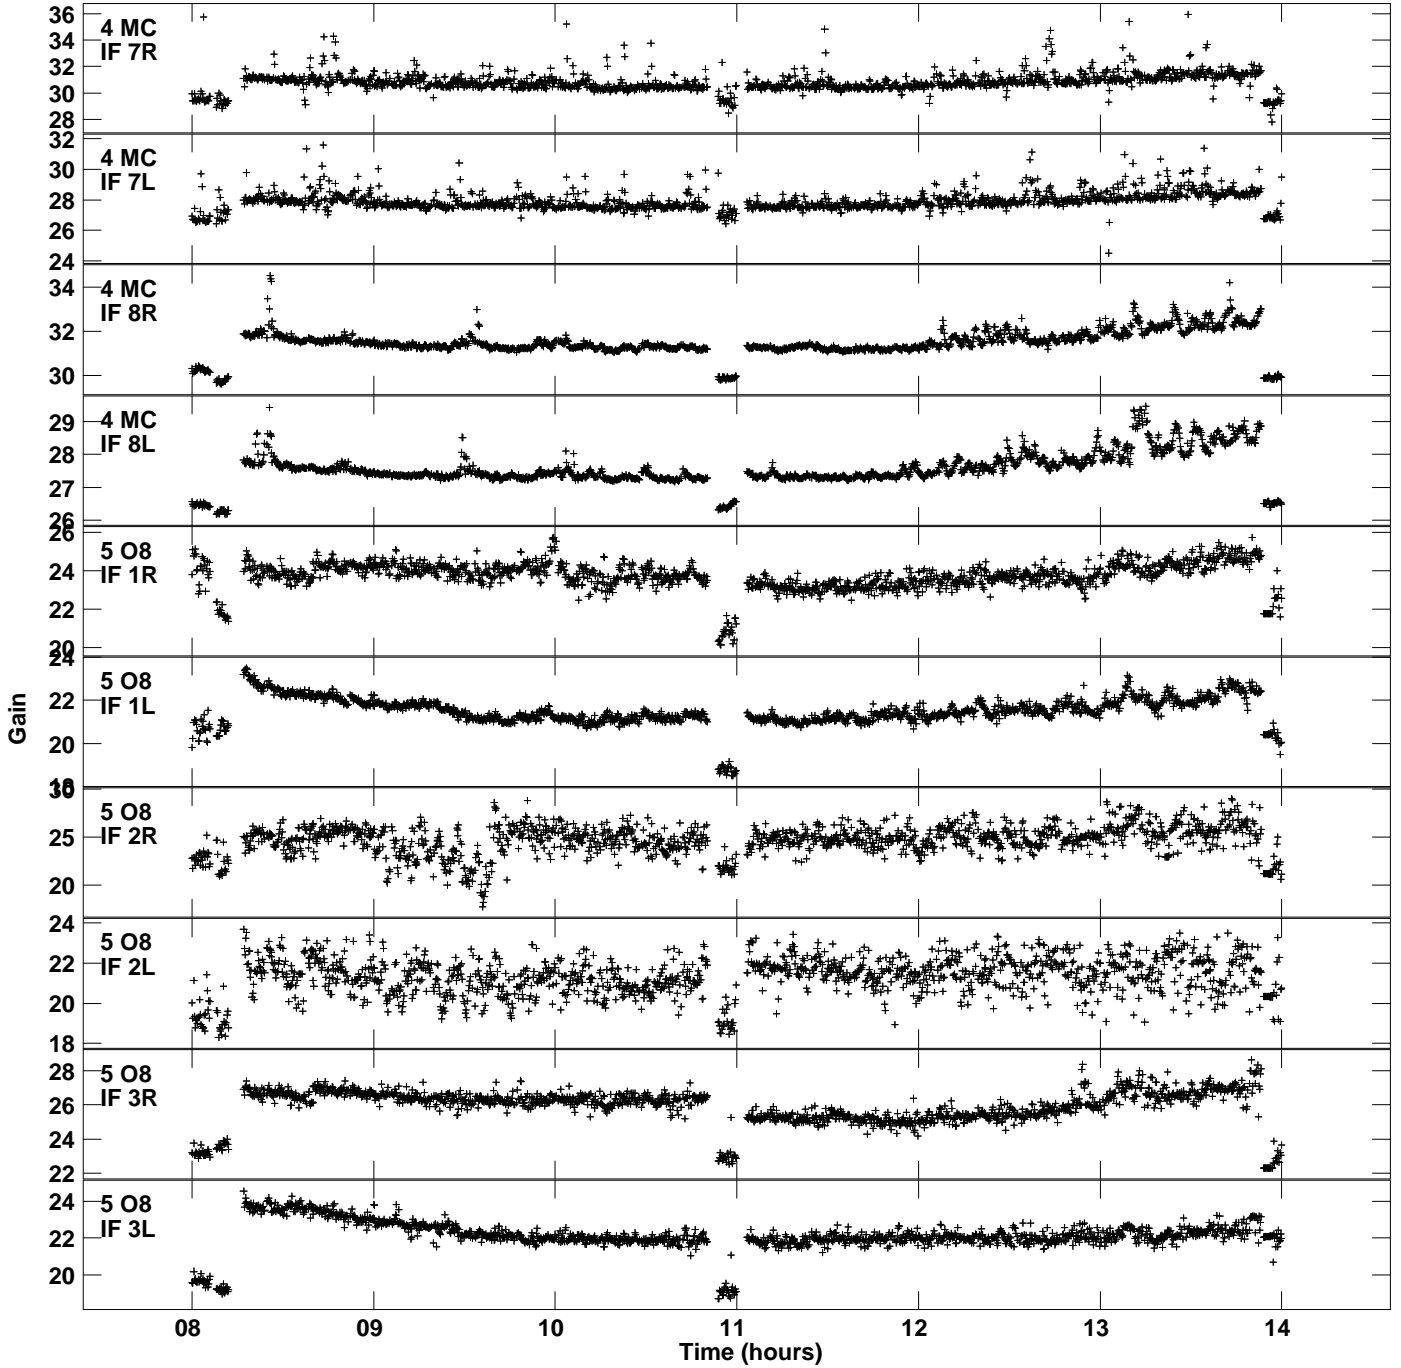 36
34
32
30
28
4 MC
IF 7R
32
30
28
26
24
4 MC
IF 7L
34
32
30
4 MC
IF 8R
29
28
27
26
4 MC
IF 8L
26
24
22
20
5 O8
IF 1R
24
22
20
18
5 O8
IF 1L
30
25
20
5 O8
IF 2R
24
22
20
18
5 O8
IF 2L
28
26
24
22
5 O8
IF 3R
24
22
20
5 O8
IF 3L
Gain
08 09 10 11 12 13 14
Time (hours)